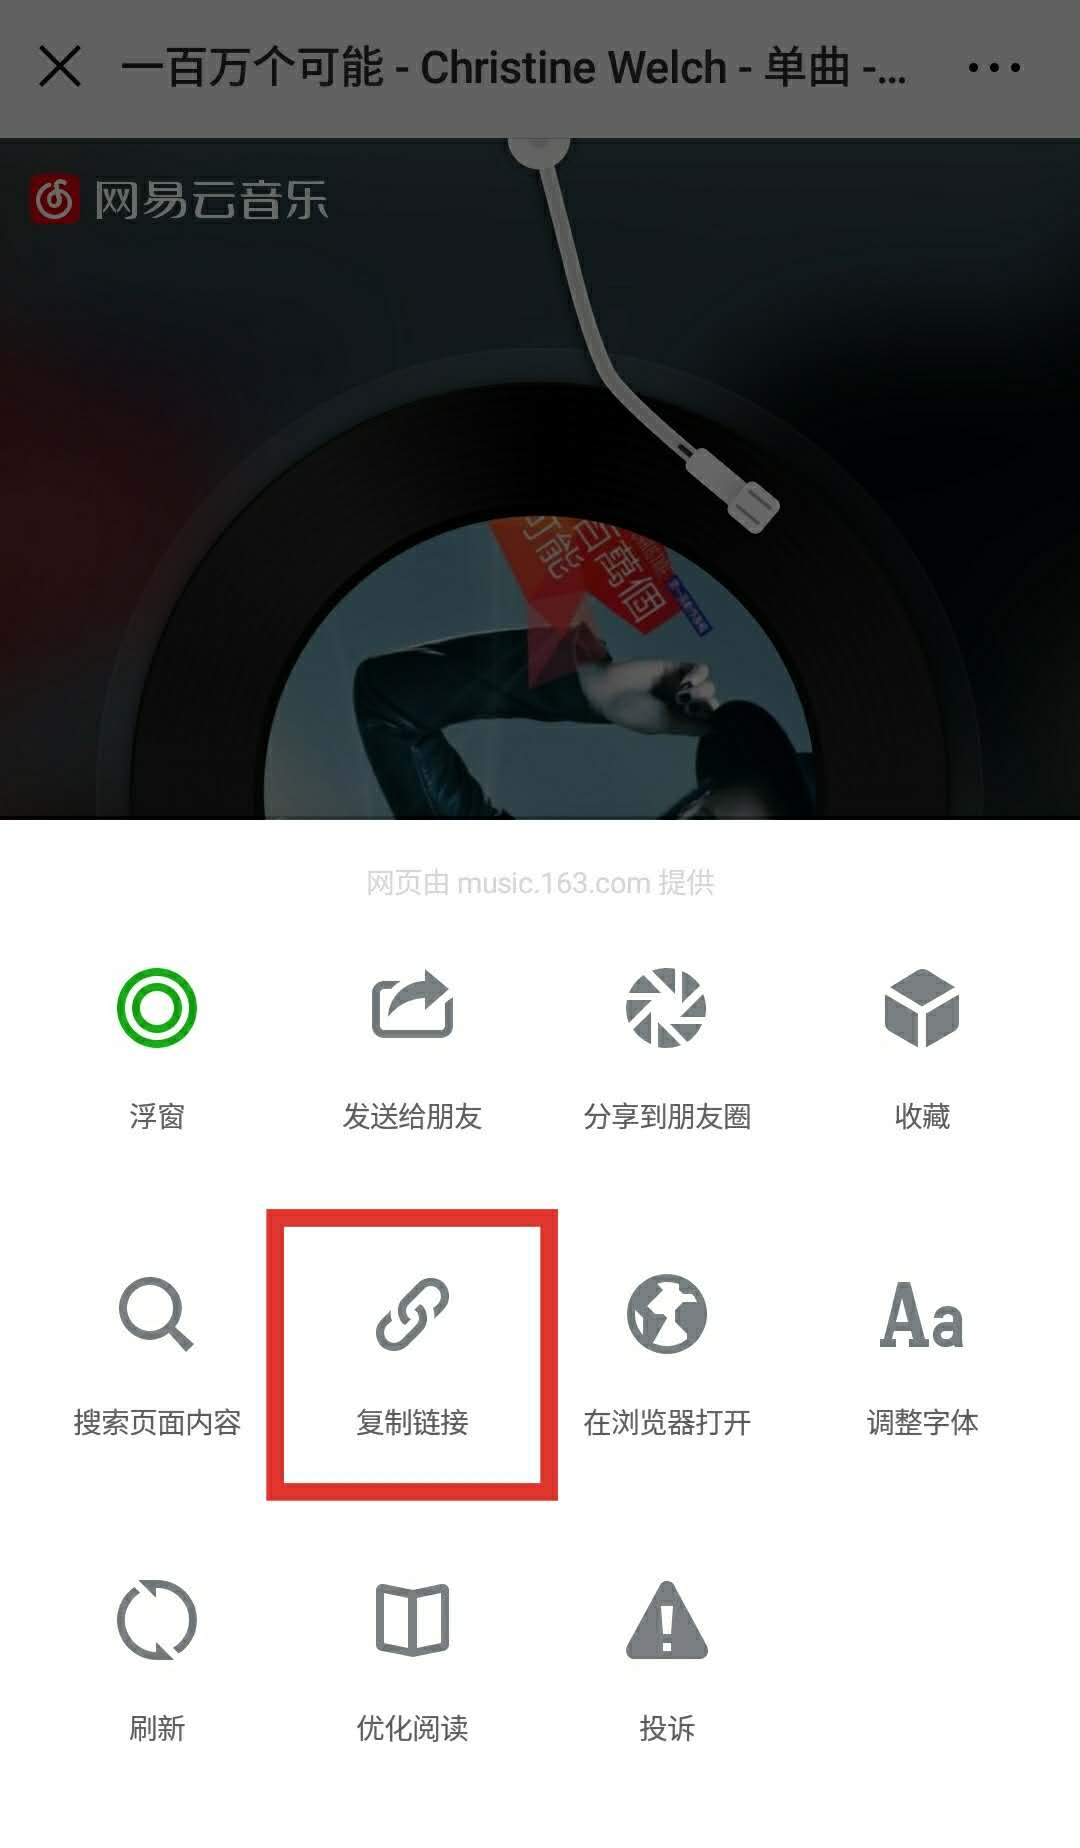 一百万个可能 - Christine Welch - 单曲 -...
网易云音乐
可能
百萬個
网页由 music.163.com 提供
浮窗
发送给朋友
分享到朋友圈
收藏
搜索页面内容
复制链接
在浏览器打开
Aa
调整字体
刷新
优化阅读
投诉